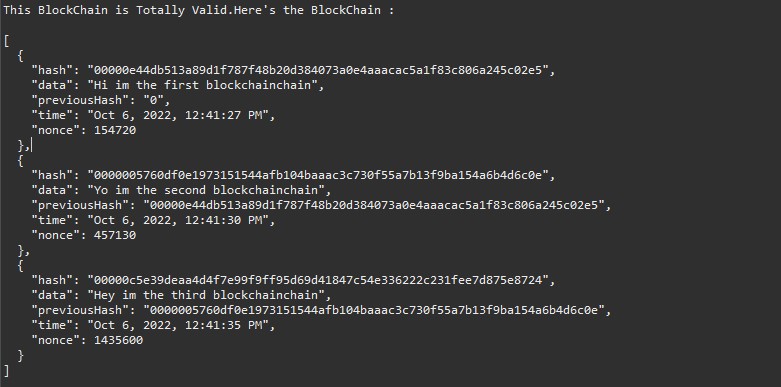 This BlockChain is Totally Valid.Here's the BlockChain :
[
{
"hash": "00000e44db513a89d1f787f48b20d384073a0e4aaacac5a1f83c806a245c02e5",
"data": "Hi im the first blockchainchain",
"previousHash": "0",
"time": "Oct 6, 2022, 12:41:27 PM",
"nonce": 154720
},
{
"hash": "0000005760df0e1973151544afb104baaac3c730f55a7b13f9ba154a6b4d6c0e",
"data": "Yo im the second blockchainchain",
"previousHash": "00000e44db513a89d1f787f48b20d384073a0e4aaacac5a1f83c806a245c02e5",
"time": "Oct 6, 2022, 12:41:30 PM",
"nonce": 457130
},
{
"hash": "00000c5e39deaa4d4f7e99f9ff95d69d41847c54e336222c231fee7d875e8724",
"data": "Hey im the third blockchainchain",
"previousHash": "0000005760df0e1973151544afb104baaac3c730f55a7b13f9ba154a6b4d6c0e",
"time": "Oct 6, 2022, 12:41:35 PM",
"nonce": 1435600
}
]